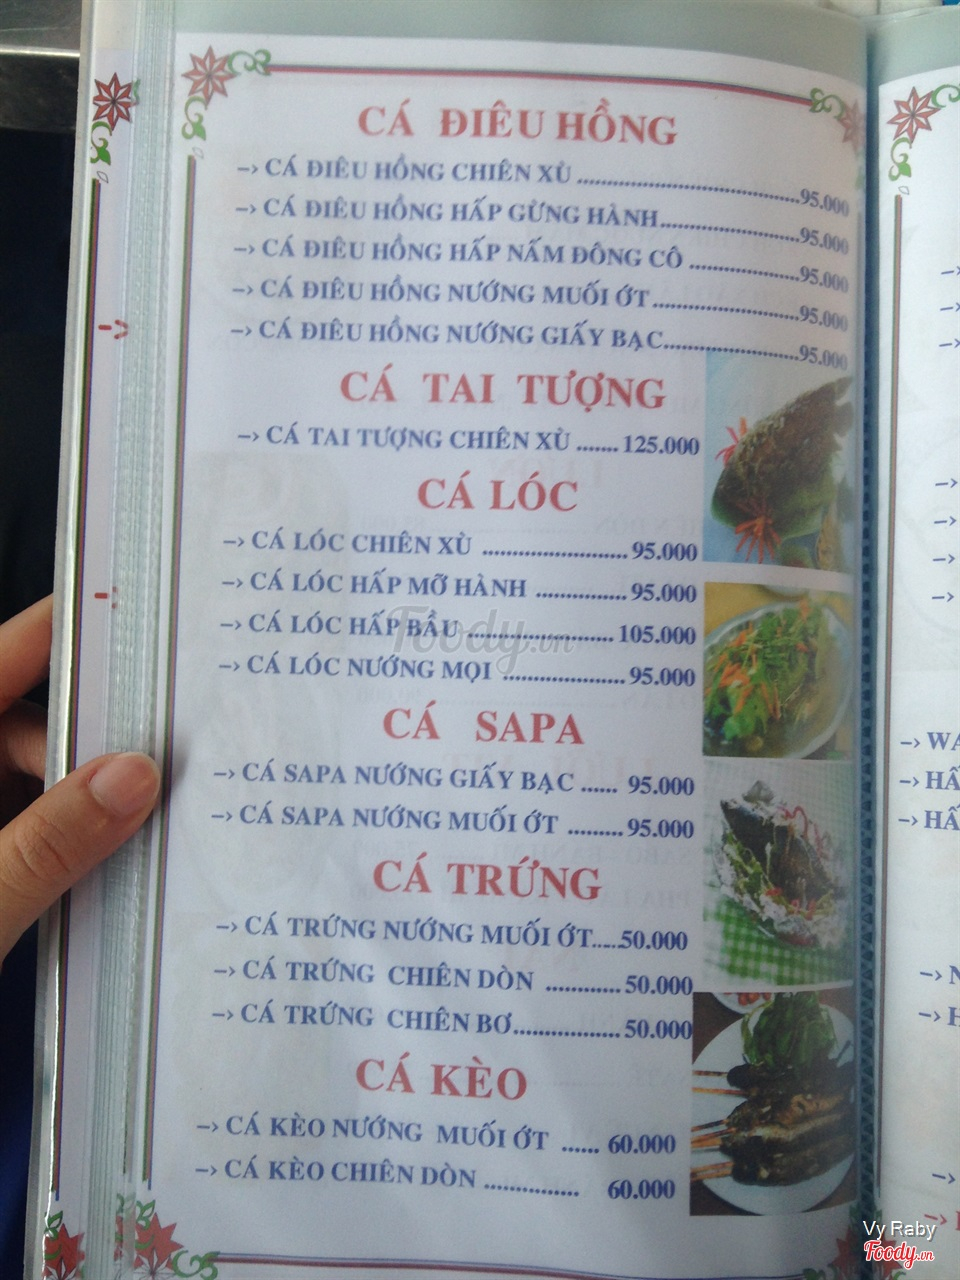 CÁ ĐIÊU HỒNG
–› CÁ ĐIÊU HỒNG CHIÊN XÙ ........................................95.000
–› CÁ ĐIÊU HỒNG HẤP GỪNG HÀNH.........................95.000
–› CÁ ĐIÊU HỒNG HẤP NẤM ĐÔNG CÔ ...................95.000
–› CÁ ĐIÊU HỒNG NƯỚNG MUỐI ỚT..........................95.000
–› CÁ ĐIÊU HỒNG NƯỚNG GIẤY BẠC........................95.000
CÁ TAI TƯỢNG
–› CÁ TAI TƯỢNG CHIÊN XÙ ....... 125.000
CÁ LÓC
–› CÁ LÓC CHIÊN XÙ ........................ 95.000
–› CÁ LÓC HẤP MỠ HÀNH ............... 95.000
–› CÁ LÓC HẤP BẦU ........................ 105.000
–› CÁ LÓC NƯỚNG MỌI .................... 95.000
CÁ SAPA
–› CÁ SAPA NƯỚNG GIẤY BẠC ...... 95.000
–› CÁ SAPA NƯỚNG MUỐI ỚT ......... 95.000
CÁ TRỨNG
–› CÁ TRỨNG NƯỚNG MUỐI ỚT......50.000
–› CÁ TRỨNG CHIÊN DÒN ............ 50.000
–› CÁ TRỨNG CHIÊN BƠ.................. 50.000
CÁ KÈO
–› CÁ KÈO NƯỚNG MUỐI ỚT ...... 60.000
–› CÁ KÈO CHIÊN DÒN ............... 60.000
Foody.vn
–› HẤ
–› HẤ
Vy Raby
Foody.vn